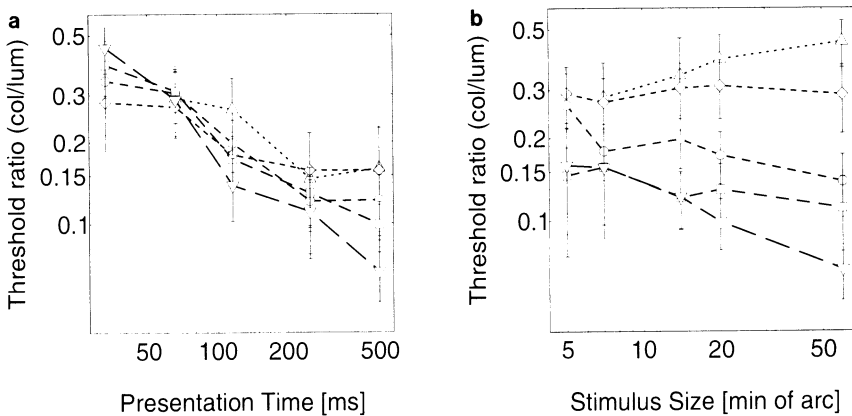 a
Threshold ratio (col/lum)
0.5
0.3
0.2
0.15
0.1
50 100 200 500
Presentation Time [ms]
b
Threshold ratio (col/lum)
0.5
0.3
0.2
0.15
0.1
5 10 20 50
Stimulus Size [min of arc]